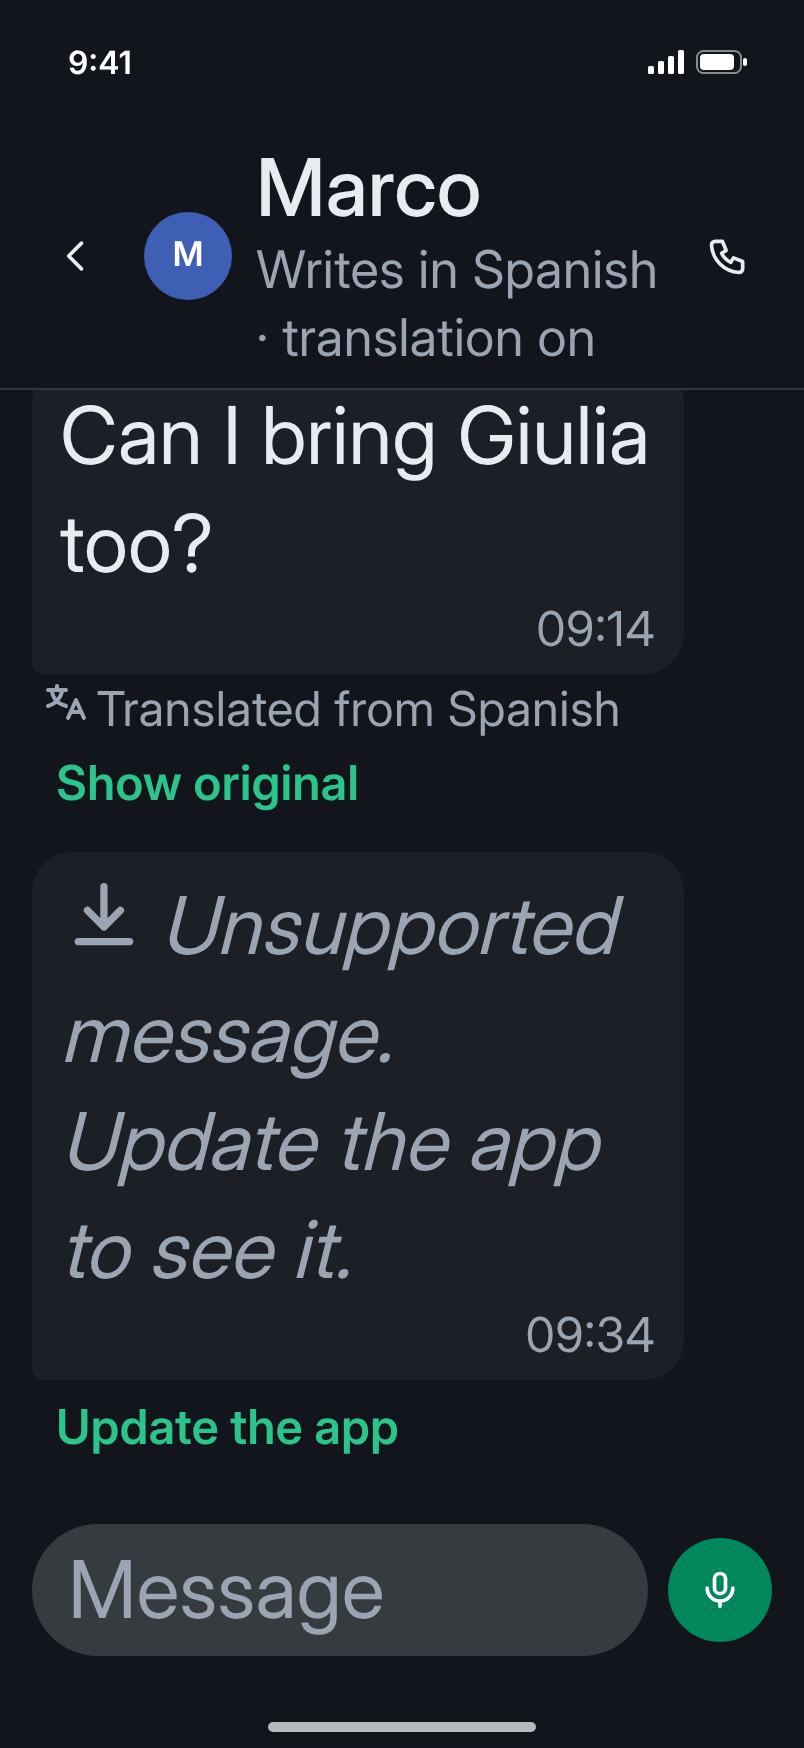 9:41
Marco
M
Writes in Spanish
· translation on
Can I bring Giulia
too?
09:14
Translated from Spanish
Show original
Unsupported
message.
Update the app
to see it.
09:34
Update the app
Message